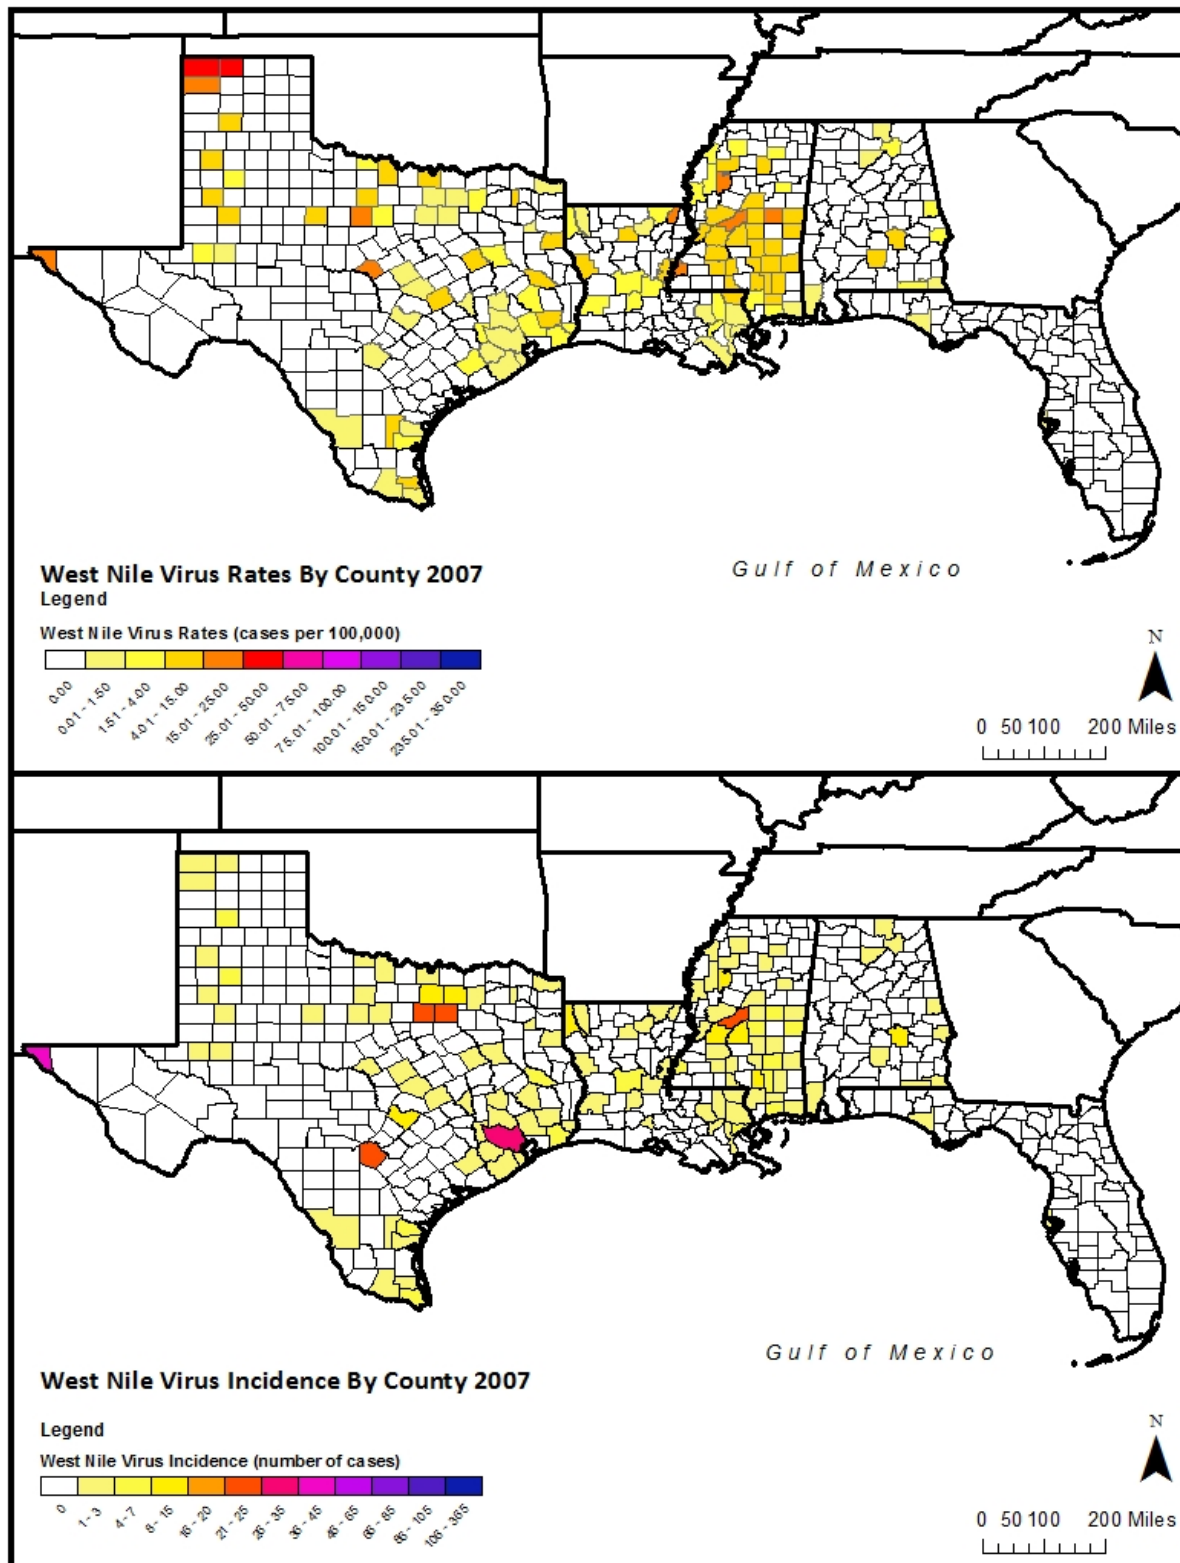 Gulf of Mexico
West Nile Virus Rates By County 2007
Legend
West Nile Virus Rates (cases per 100,000)
0.00
0.01 - 1.50
1.51 - 4.00
4.01 - 15.00
15.01 - 25.00
25.01 - 50.00
50.01 - 75.00
75.01 - 100.00
100.01 - 150.00
150.01 - 235.00
235.01 - 350.00
N
0 50 100 200 Miles
Gulf of Mexico
West Nile Virus Incidence By County 2007
Legend
West Nile Virus Incidence (number of cases)
0
1 - 3
4 - 7
8 - 15
16 - 20
21 - 25
26 - 35
36 - 45
46 - 65
66 - 85
86 - 105
106 - 365
N
0 50 100 200 Miles